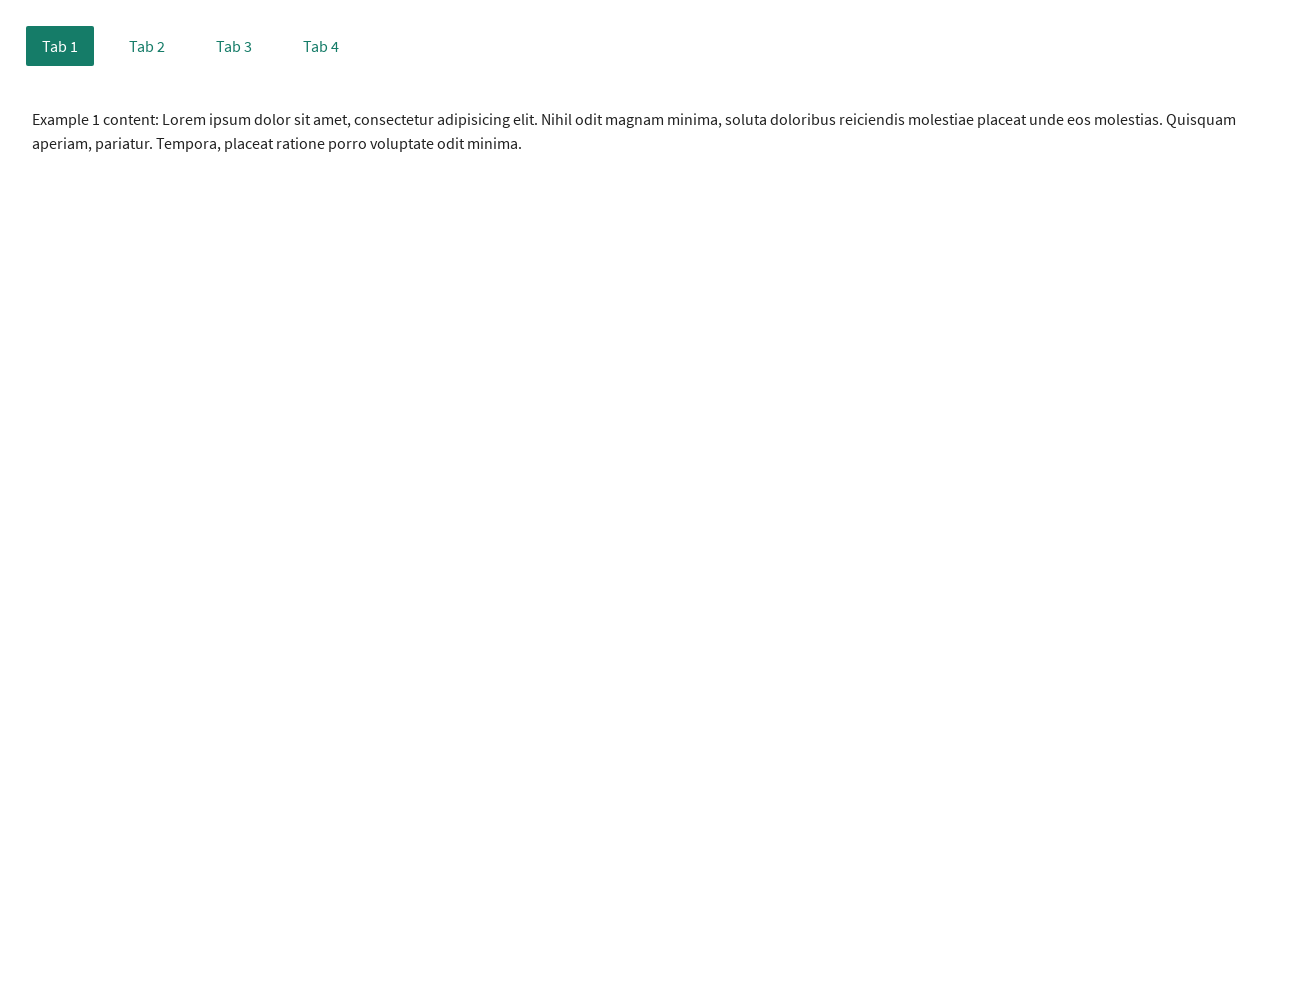 Tab 1 Tab 2 Tab 3 Tab 4
Example 1 content: Lorem ipsum dolor sit amet, consectetur adipisicing elit. Nihil odit magnam minima, soluta doloribus reiciendis molestiae placeat unde eos molestias. Quisquam
aperiam, pariatur. Tempora, placeat ratione porro voluptate odit minima.